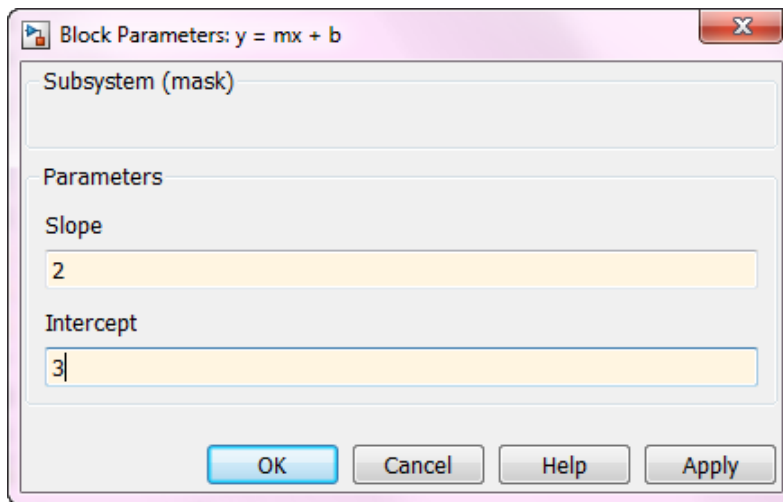 Block Parameters: y = mx + b
Subsystem (mask)
Parameters
Slope
2
Intercept
3
OK Cancel Help Apply